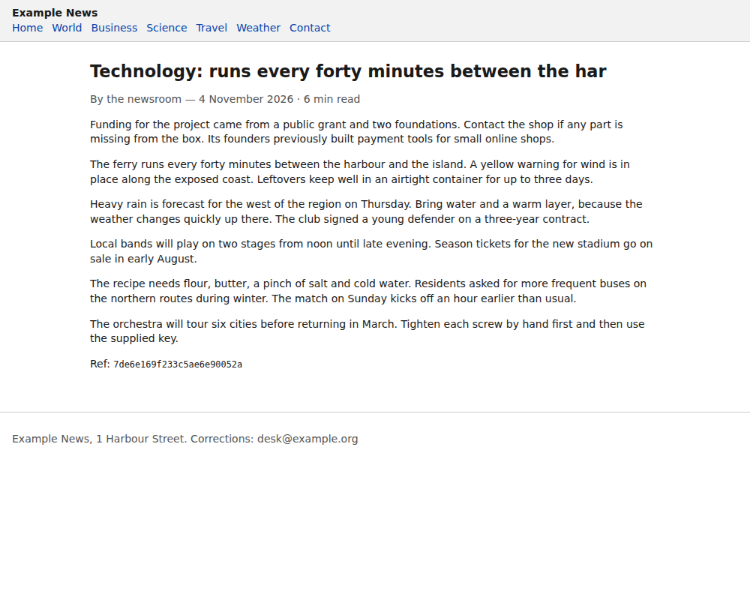 Example News
Home World Business Science Travel Weather Contact
Technology: runs every forty minutes between the har
By the newsroom — 4 November 2026 · 6 min read
Funding for the project came from a public grant and two foundations. Contact the shop if any part is
missing from the box. Its founders previously built payment tools for small online shops.
The ferry runs every forty minutes between the harbour and the island. A yellow warning for wind is in
place along the exposed coast. Leftovers keep well in an airtight container for up to three days.
Heavy rain is forecast for the west of the region on Thursday. Bring water and a warm layer, because the
weather changes quickly up there. The club signed a young defender on a three-year contract.
Local bands will play on two stages from noon until late evening. Season tickets for the new stadium go on
sale in early August.
The recipe needs flour, butter, a pinch of salt and cold water. Residents asked for more frequent buses on
the northern routes during winter. The match on Sunday kicks off an hour earlier than usual.
The orchestra will tour six cities before returning in March. Tighten each screw by hand first and then use
the supplied key.
Ref: 7de6e169f233c5ae6e90052a
Example News, 1 Harbour Street. Corrections: desk@example.org